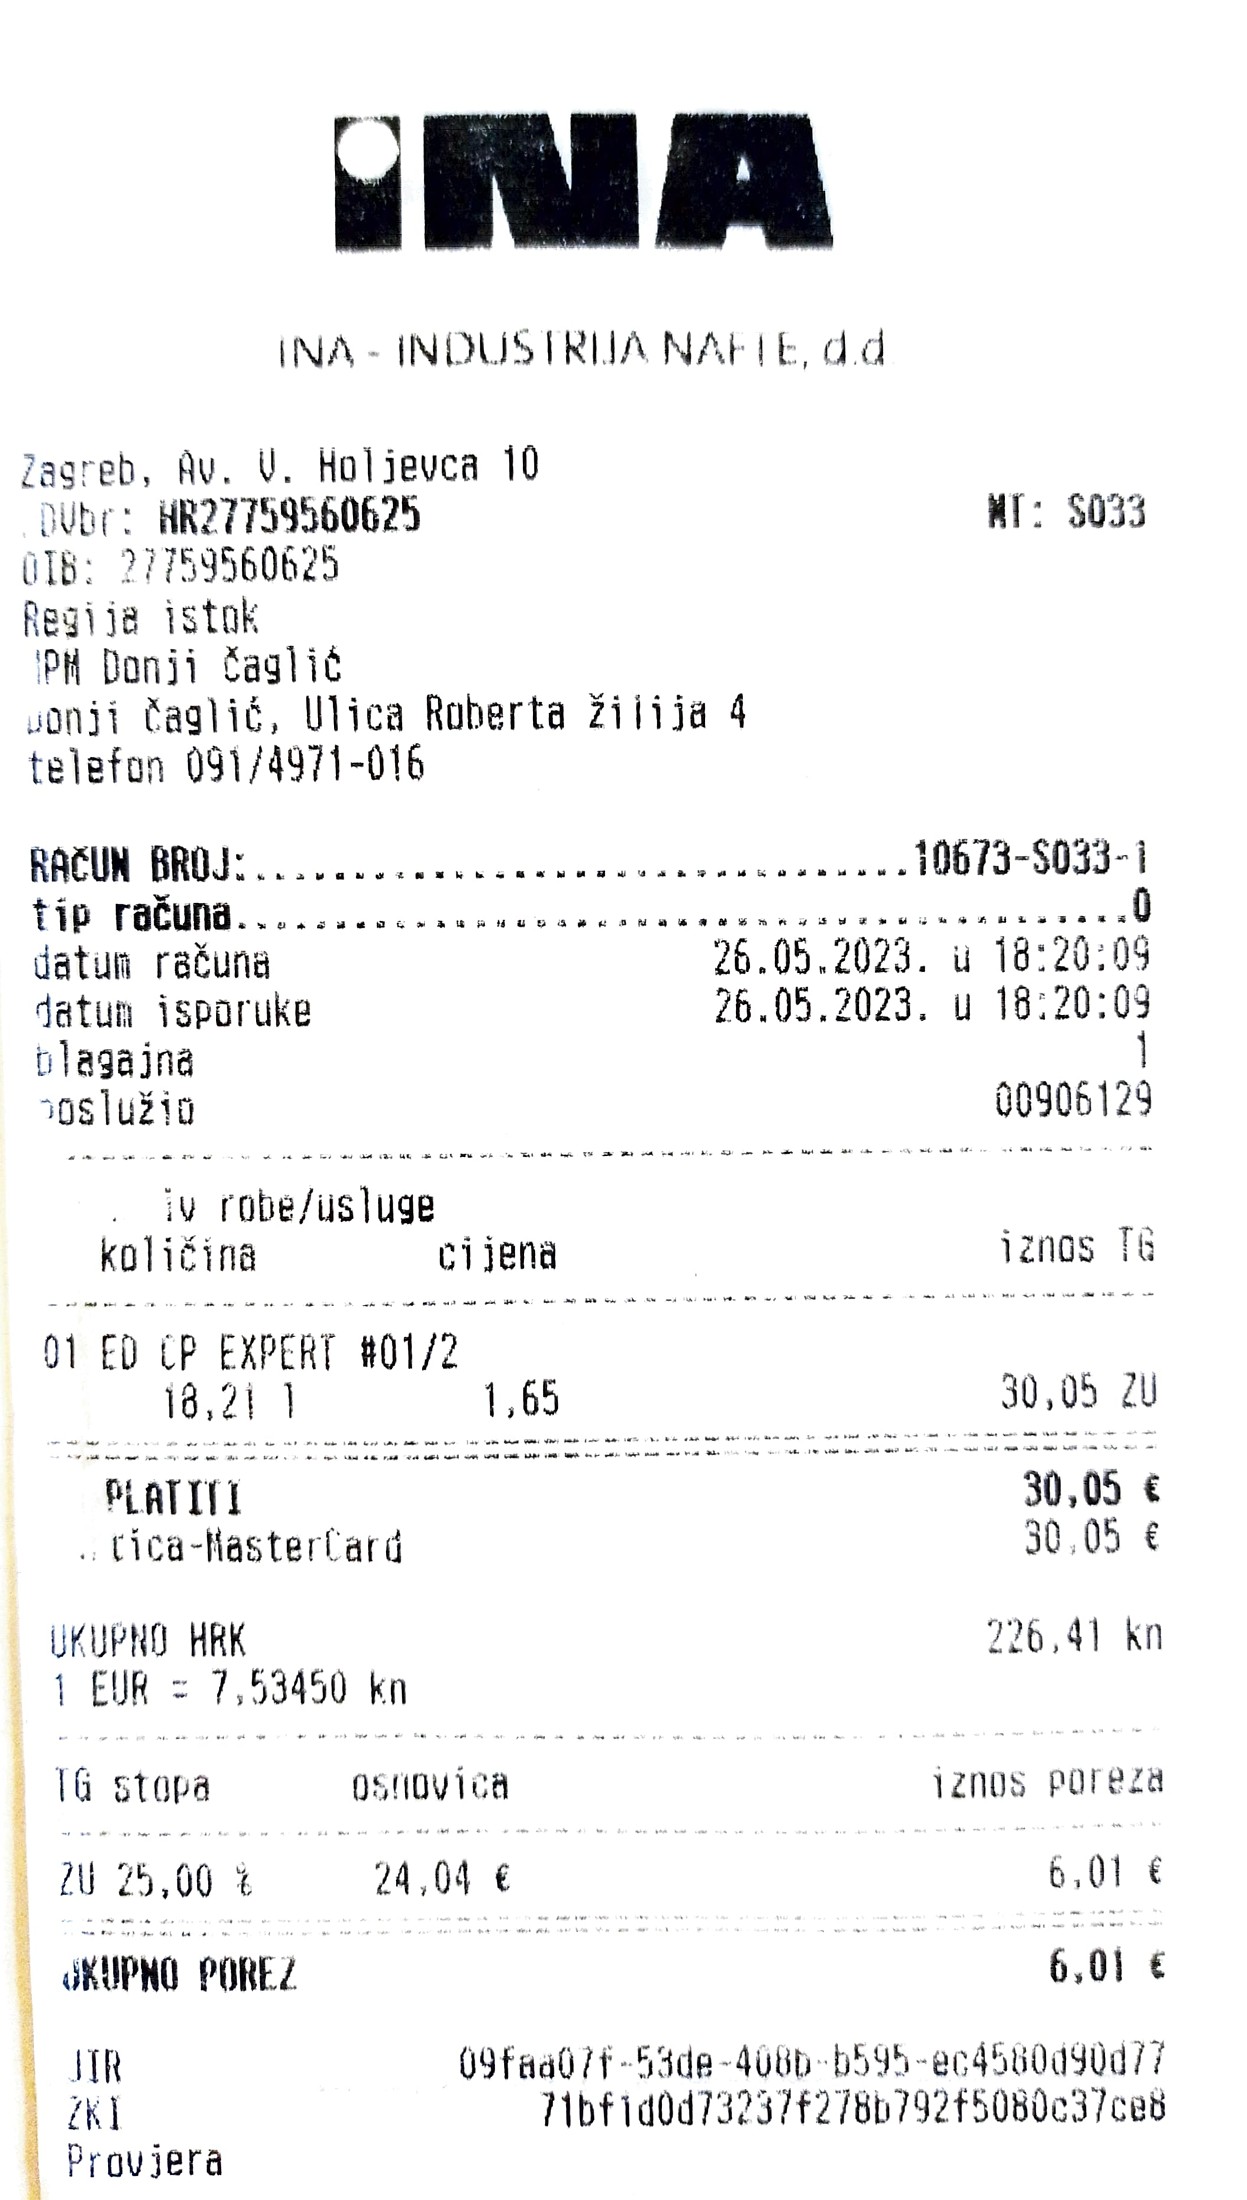 iNA
INA - INDUSTRIJA NAFTE, d.d.
Zagreb, Av. V. Holjevca 10
PDVbr: HR27759560625 MT: S033
OIB: 27759560625
Regija istok
UPM Donji Čaglić
Donji Čaglić, Ulica Roberta Žilija 4
telefon 091/4971-016
RAČUN BROJ:......................................10673-S033-1
tip računa..............................................0
datum računa 26.05.2023. u 18:20:09
datum isporuke 26.05.2023. u 18:20:09
blagajna 1
poslužio 00906129
iv robe/usluge
količina cijena iznos TG
01 ED CP EXPERT #01/2
18,21 l 1,65 30,05 ZU
PLATITI 30,05 €
tica-MasterCard 30,05 €
UKUPNO HRK 226,41 kn
1 EUR = 7,53450 kn
TG stopa osnovica iznos poreza
ZU 25,00 % 24,04 € 6,01 €
UKUPNO POREZ 6,01 €
JIR 09faa07f-53de-408b-b595-ec4580d90d77
ZKI 71bf1d0d73237f278b792f5080c37ce8
Provjera